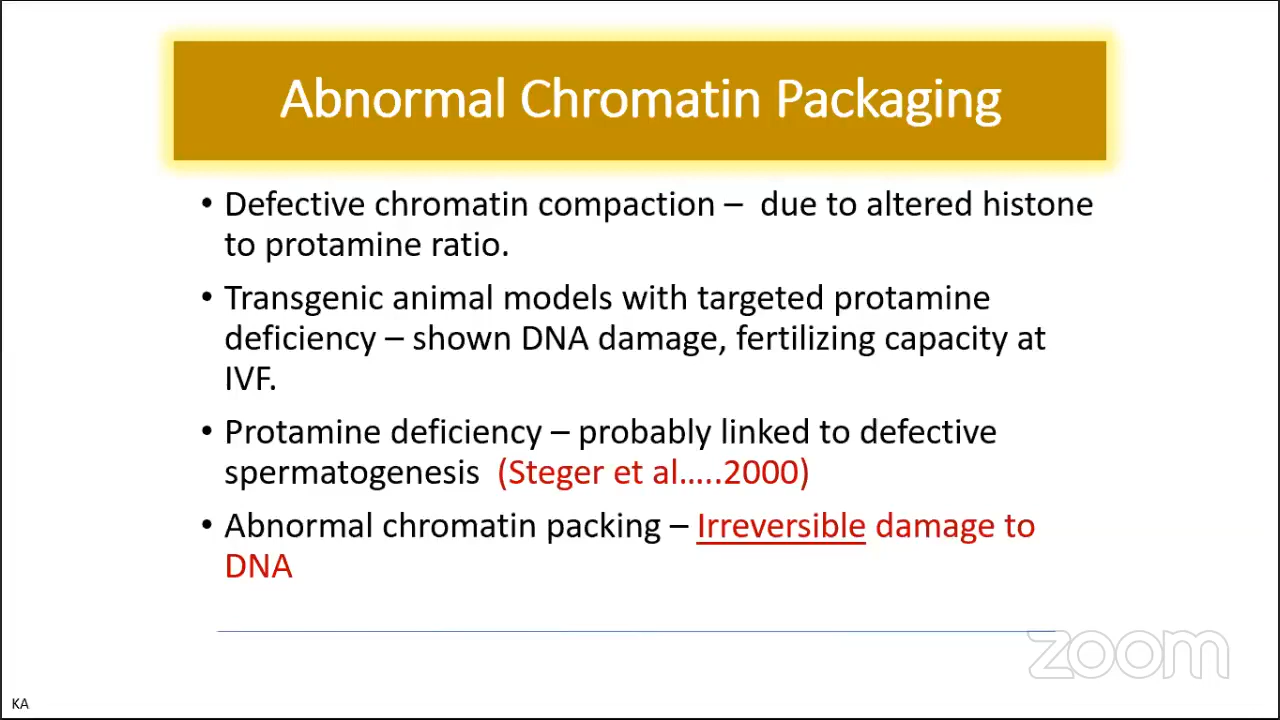 Abnormal Chromatin Packaging
• Defective chromatin compaction – due to altered histone
to protamine ratio.
• Transgenic animal models with targeted protamine
deficiency – shown DNA damage, fertilizing capacity at
IVF.
• Protamine deficiency – probably linked to defective
spermatogenesis (Steger et al…..2000)
• Abnormal chromatin packing – Irreversible damage to
DNA
zoom
KA